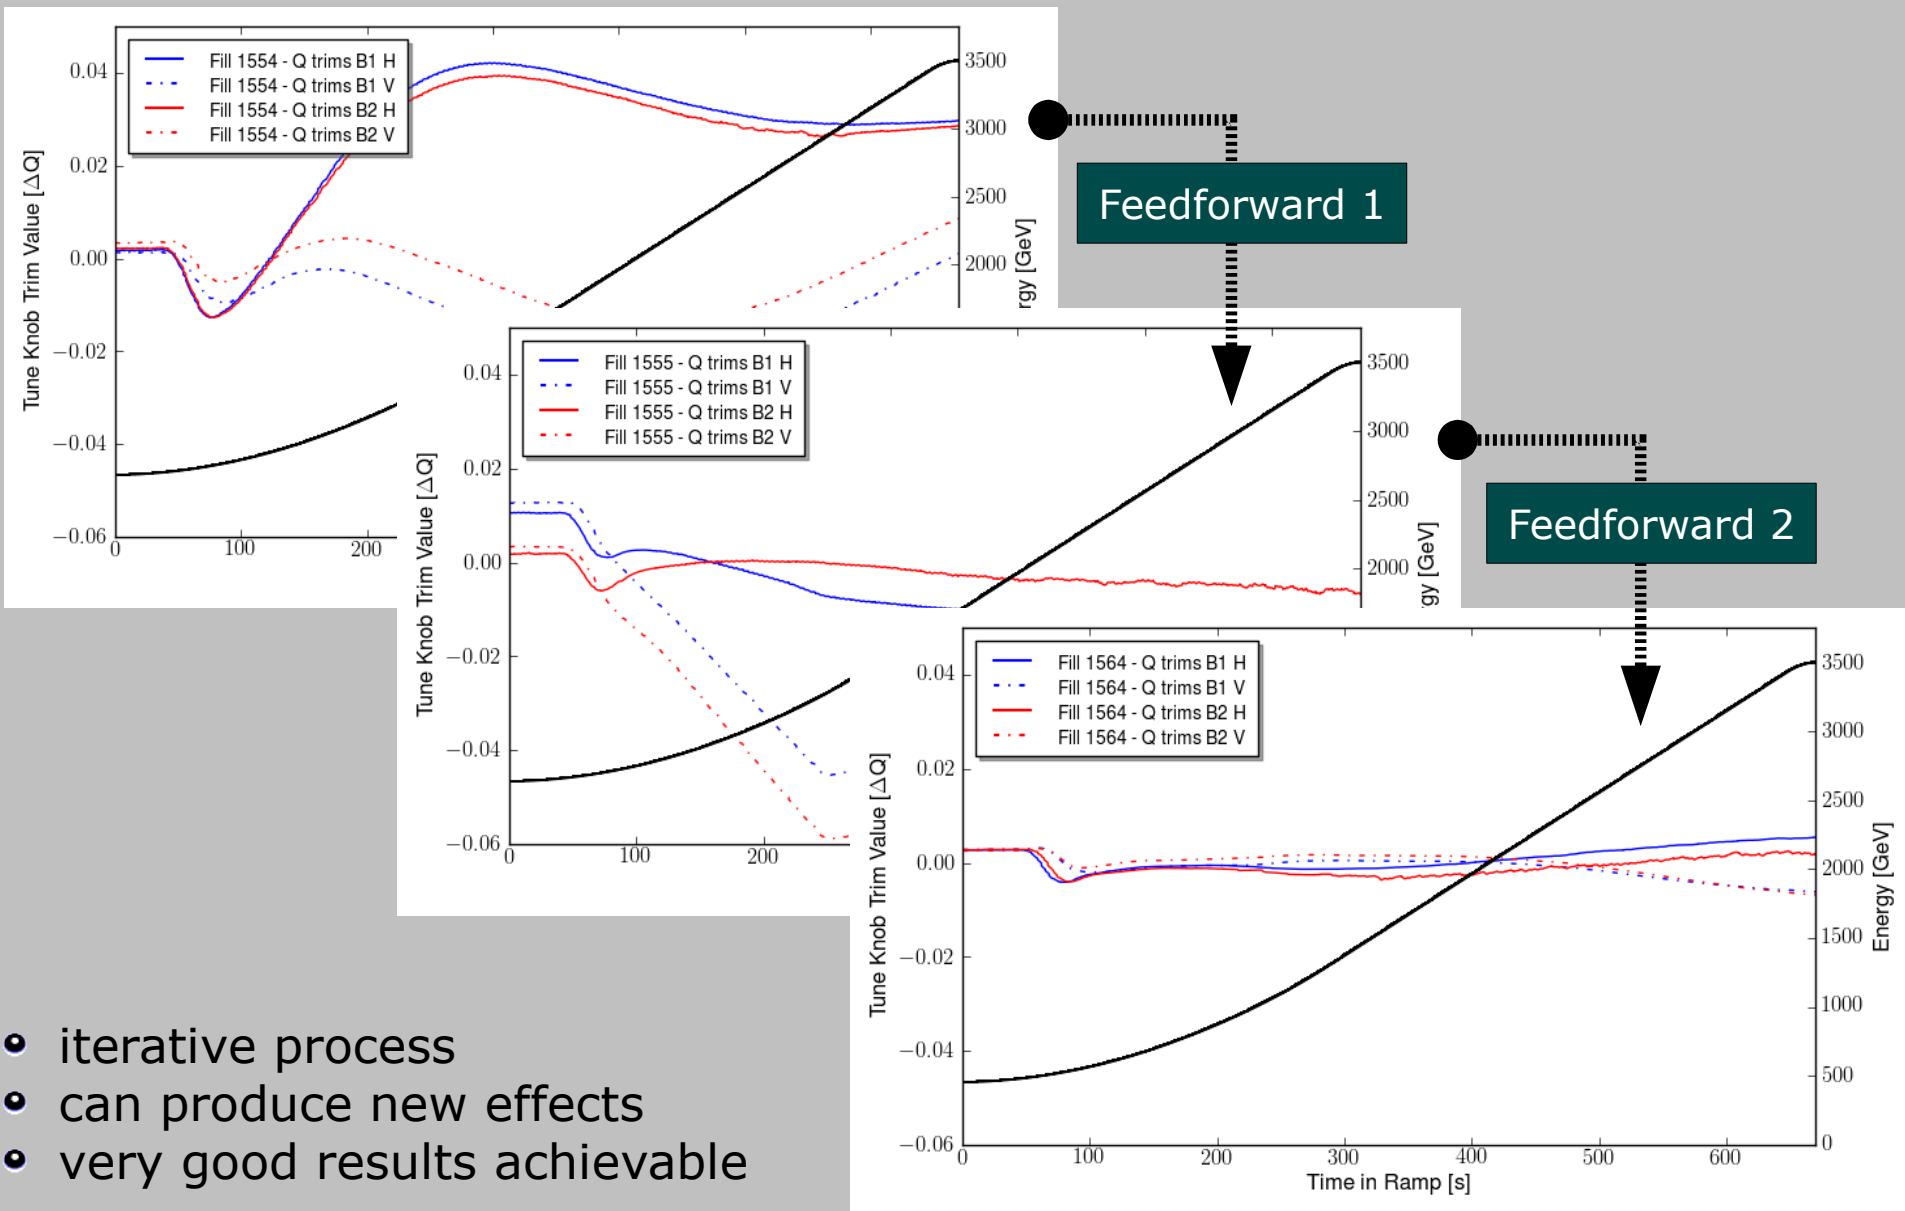 Fill 1554 - Q trims B1 H
Fill 1554 - Q trims B1 V
Fill 1554 - Q trims B2 H
Fill 1554 - Q trims B2 V
Tune Knob Trim Value [ΔQ]
0.04
0.02
0.00
−0.02
−0.04
−0.06
0
100
200
3500
3000
2500
2000
rgy [GeV]
Feedforward 1
Fill 1555 - Q trims B1 H
Fill 1555 - Q trims B1 V
Fill 1555 - Q trims B2 H
Fill 1555 - Q trims B2 V
Tune Knob Trim Value [ΔQ]
0.04
0.02
0.00
−0.02
−0.04
−0.06
0
100
200
3500
3000
2500
2000
rgy [GeV]
Feedforward 2
Fill 1564 - Q trims B1 H
Fill 1564 - Q trims B1 V
Fill 1564 - Q trims B2 H
Fill 1564 - Q trims B2 V
Tune Knob Trim Value [ΔQ]
0.04
0.02
0.00
−0.02
−0.04
−0.06
0
100
200
300
400
500
600
Time in Ramp [s]
3500
3000
2500
2000
1500
1000
500
0
Energy [GeV]
iterative process
can produce new effects
very good results achievable